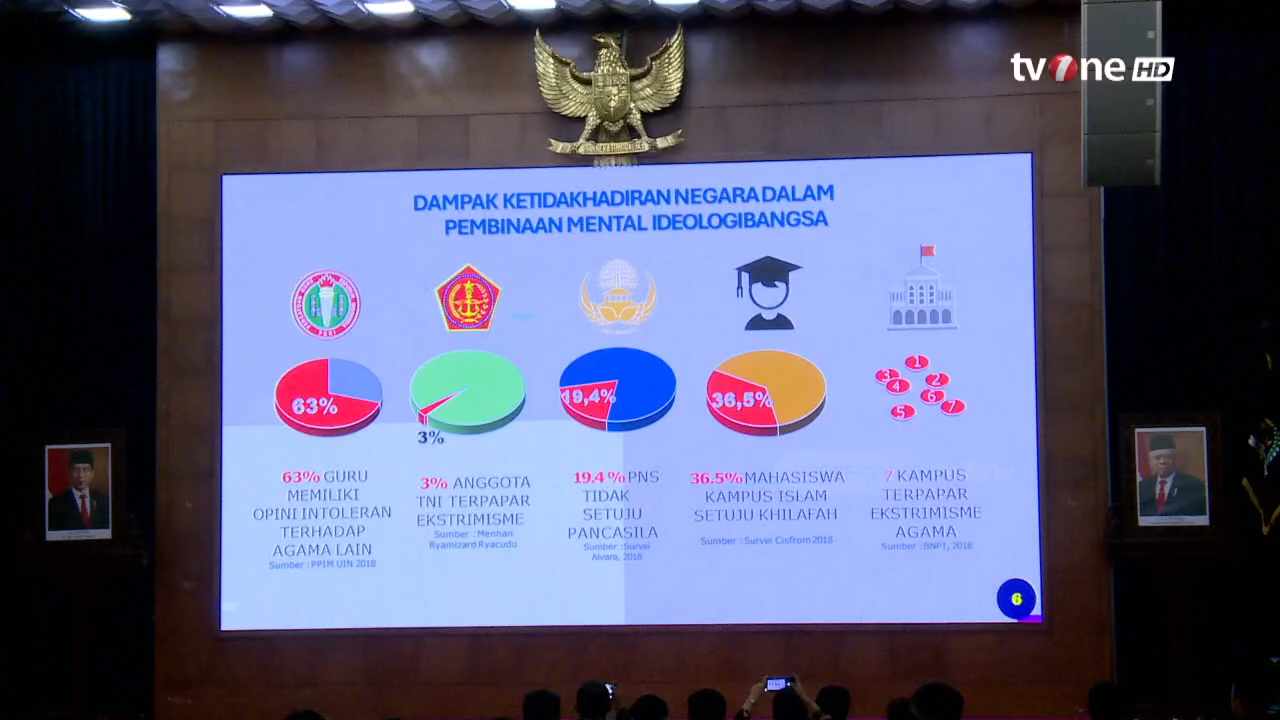 tvOne HD
DAMPAK KETIDAKHADIRAN NEGARA DALAM
PEMBINAAN MENTAL IDEOLOGIBANGSA
63%
3%
19,4%
36,5%
1
2
3
4
5
6
7
63% GURU
MEMILIKI
OPINI INTOLERAN
TERHADAP
AGAMA LAIN
Sumber : PPIM UIN 2018
3% ANGGOTA
TNI TERPAPAR
EKSTRIMISME
Sumber : Menhan
Ryamizard Ryacudu
19.4 % PNS
TIDAK
SETUJU
PANCASILA
Sumber : Survei
Alvara, 2018
36.5% MAHASISWA
KAMPUS ISLAM
SETUJU KHILAFAH
Sumber : Survei Cisfrom 2018
7 KAMPUS
TERPAPAR
EKSTRIMISME
AGAMA
Sumber : BNPT, 2018
6